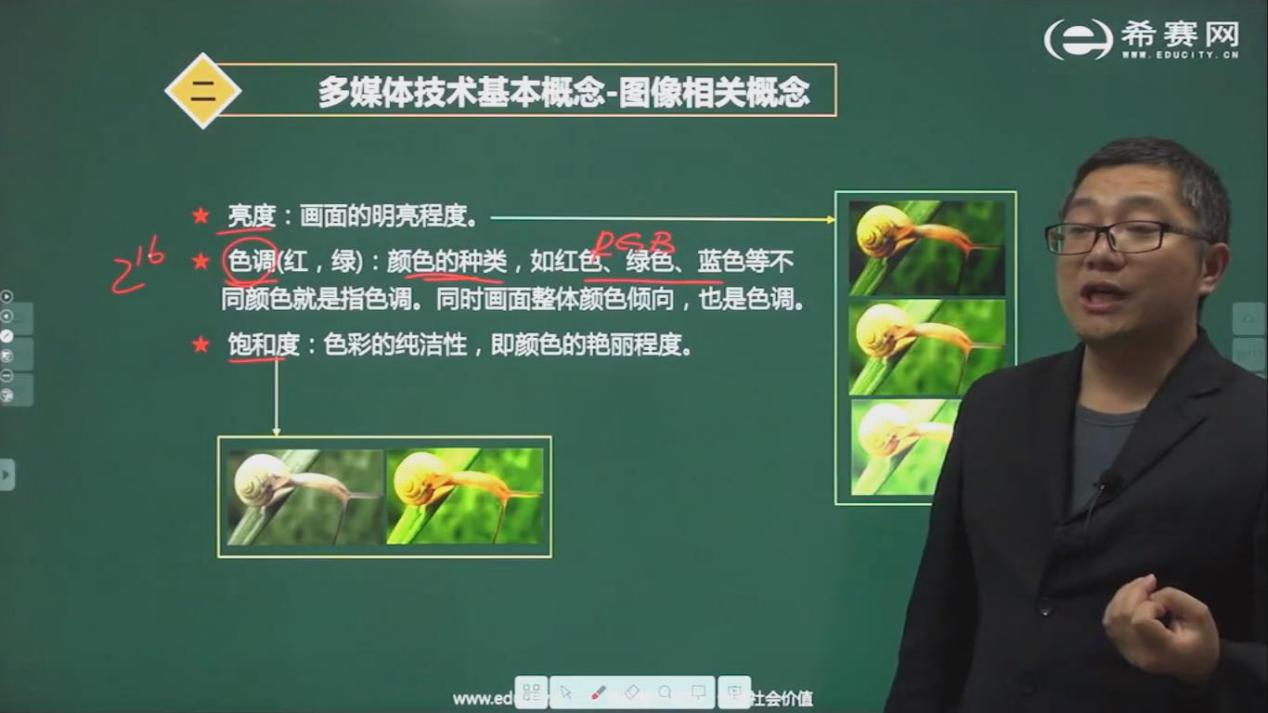 希赛网
WWW.EDUCITY.CN
二
多媒体技术基本概念-图像相关概念
★ 亮度：画面的明亮程度。
RGB
2^16
★ 色调(红，绿)：颜色的种类，如红色、绿色、蓝色等不
同颜色就是指色调。同时画面整体颜色倾向，也是色调。
★ 饱和度：色彩的纯洁性，即颜色的艳丽程度。
www.edu
社会价值